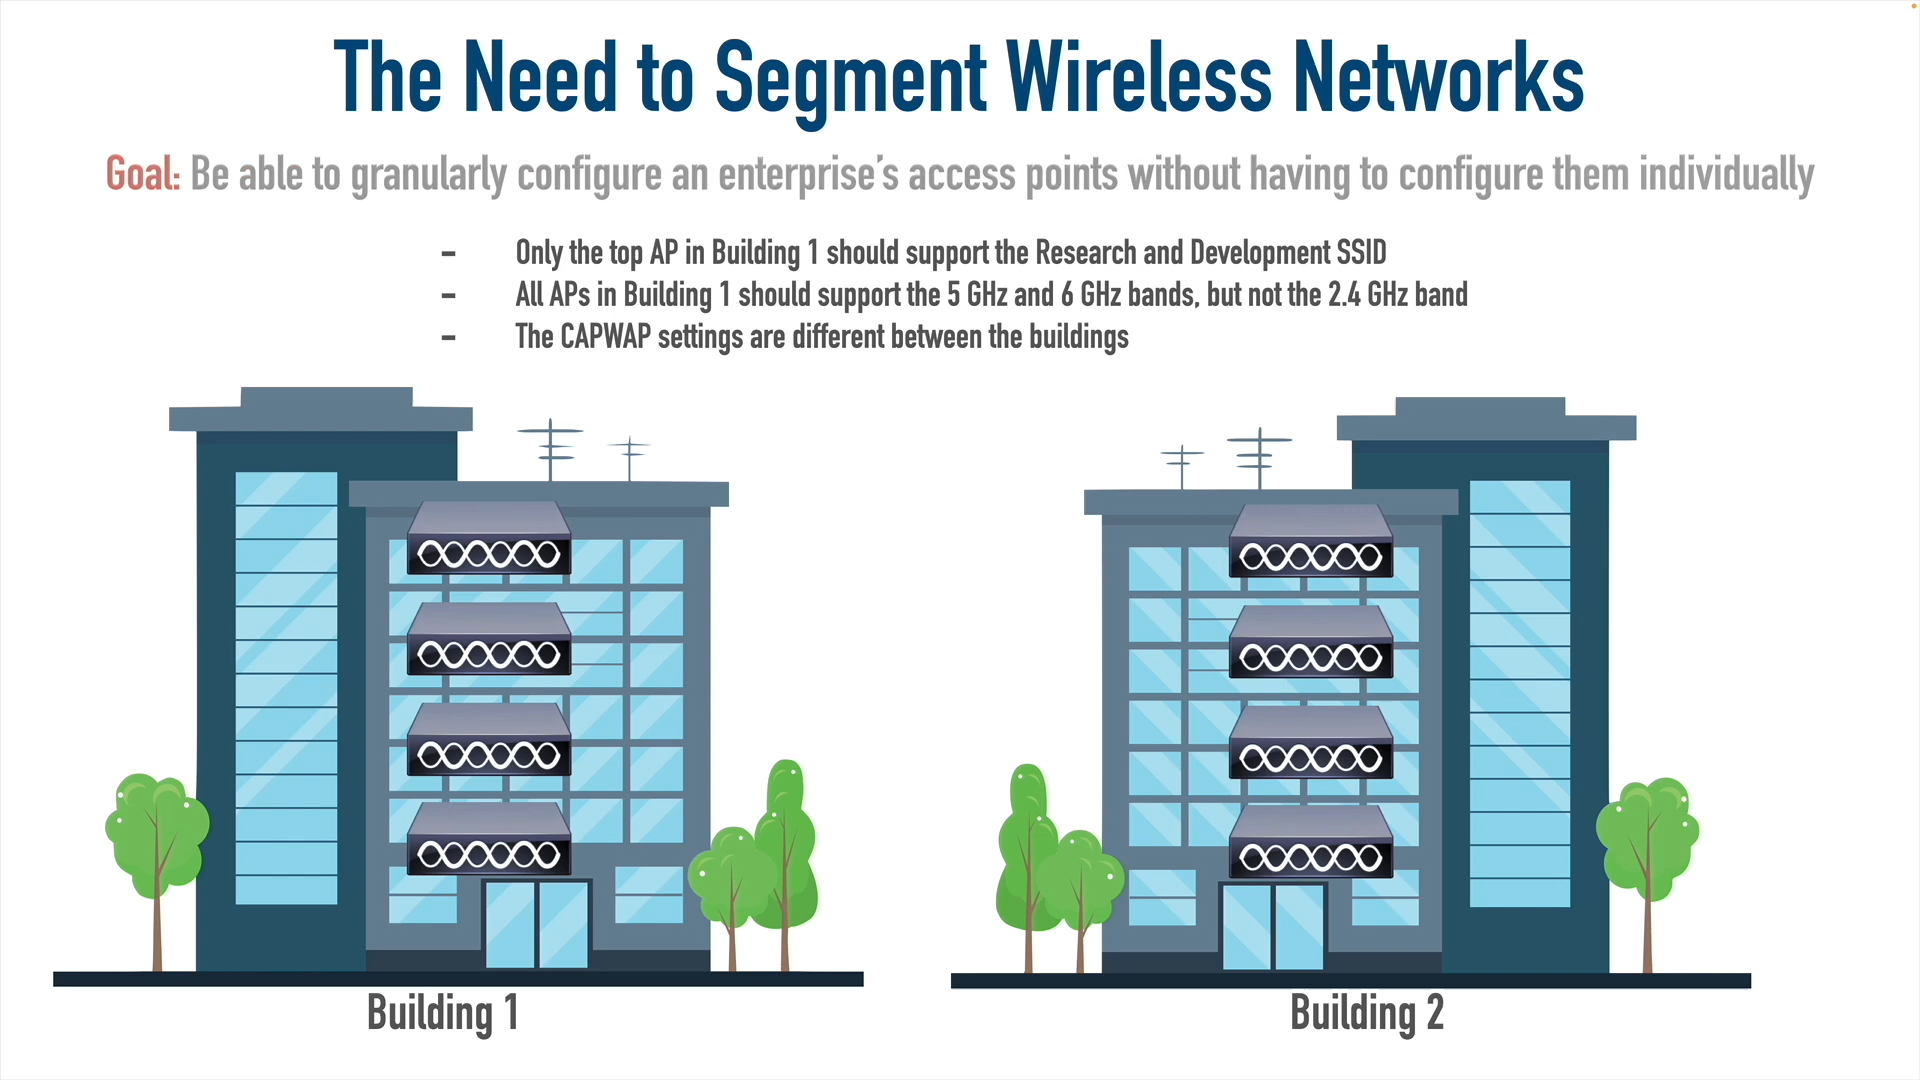 The Need to Segment Wireless Networks
Goal: Be able to granularly configure an enterprise’s access points without having to configure them individually
- Only the top AP in Building 1 should support the Research and Development SSID
- All APs in Building 1 should support the 5 GHz and 6 GHz bands, but not the 2.4 GHz band
- The CAPWAP settings are different between the buildings
Building 1
Building 2